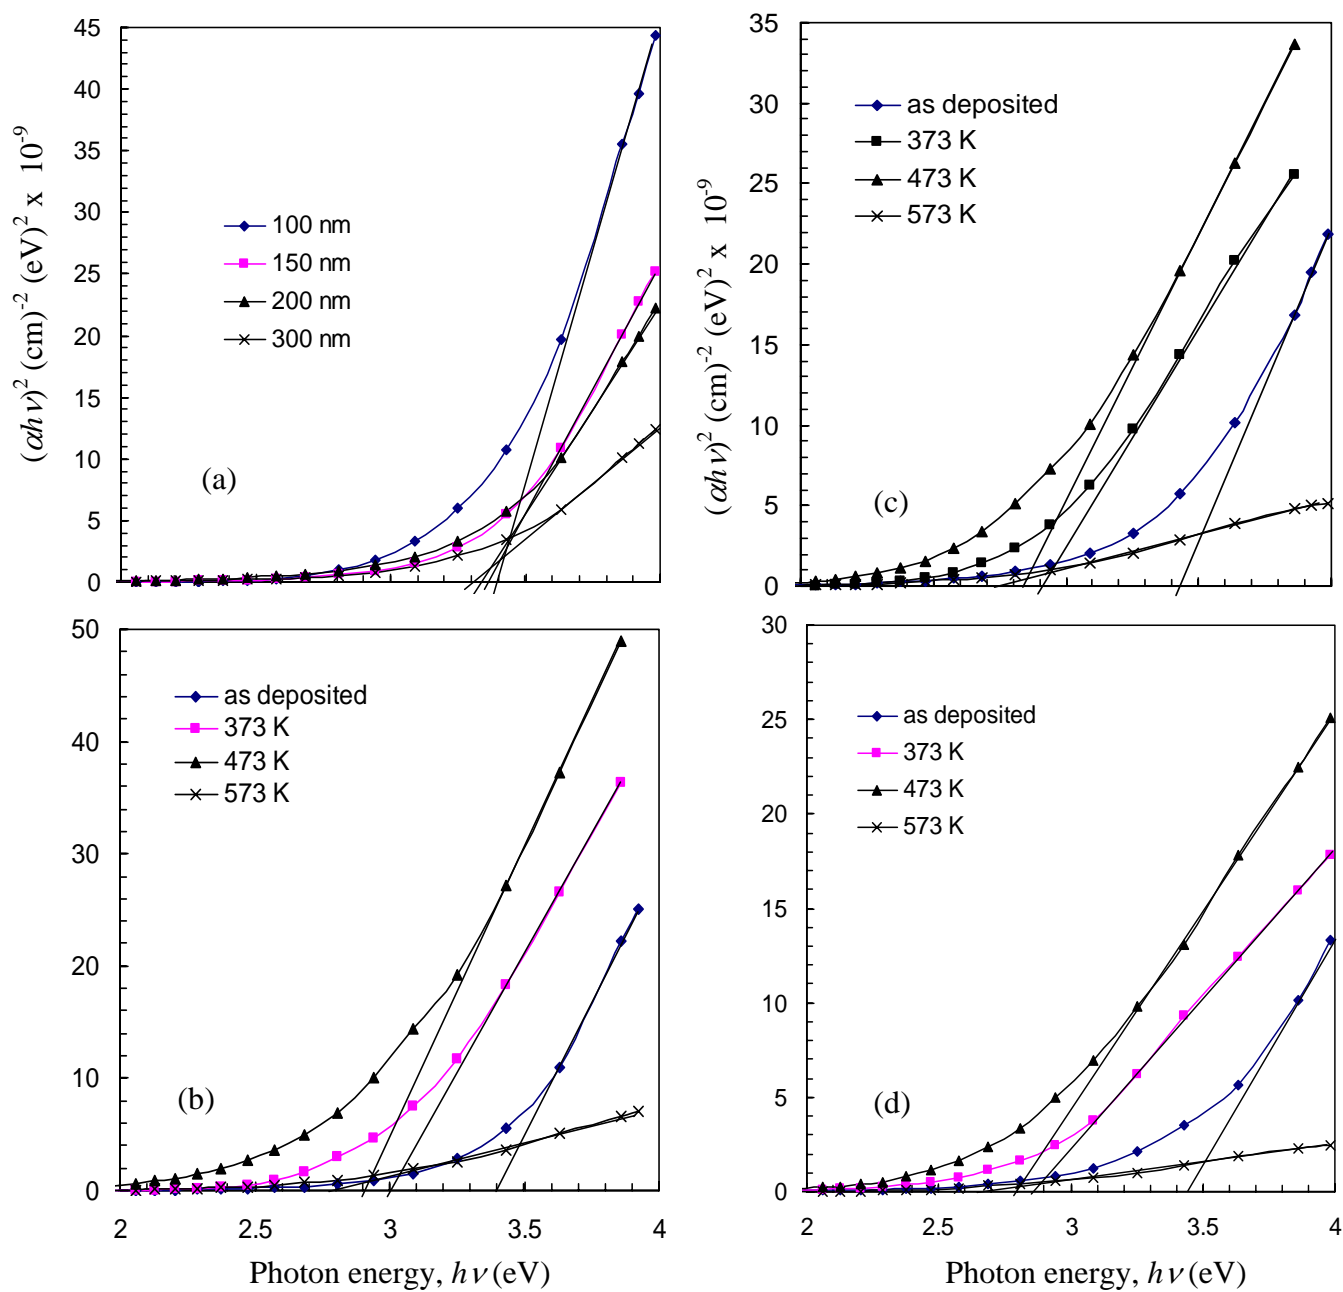 (αhν)² (cm)⁻² (eV)² x 10⁻⁹
45
40
35
30
25
20
15
10
5
0
100 nm
150 nm
200 nm
300 nm
(a)
(αhν)² (cm)⁻² (eV)² x 10⁻⁹
35
30
25
20
15
10
5
0
as deposited
373 K
473 K
573 K
(c)
50
40
30
20
10
0
as deposited
373 K
473 K
573 K
(b)
2 2.5 3 3.5 4
Photon energy, hν (eV)
30
25
20
15
10
5
0
as deposited
373 K
473 K
573 K
(d)
2 2.5 3 3.5 4
Photon energy, hν (eV)